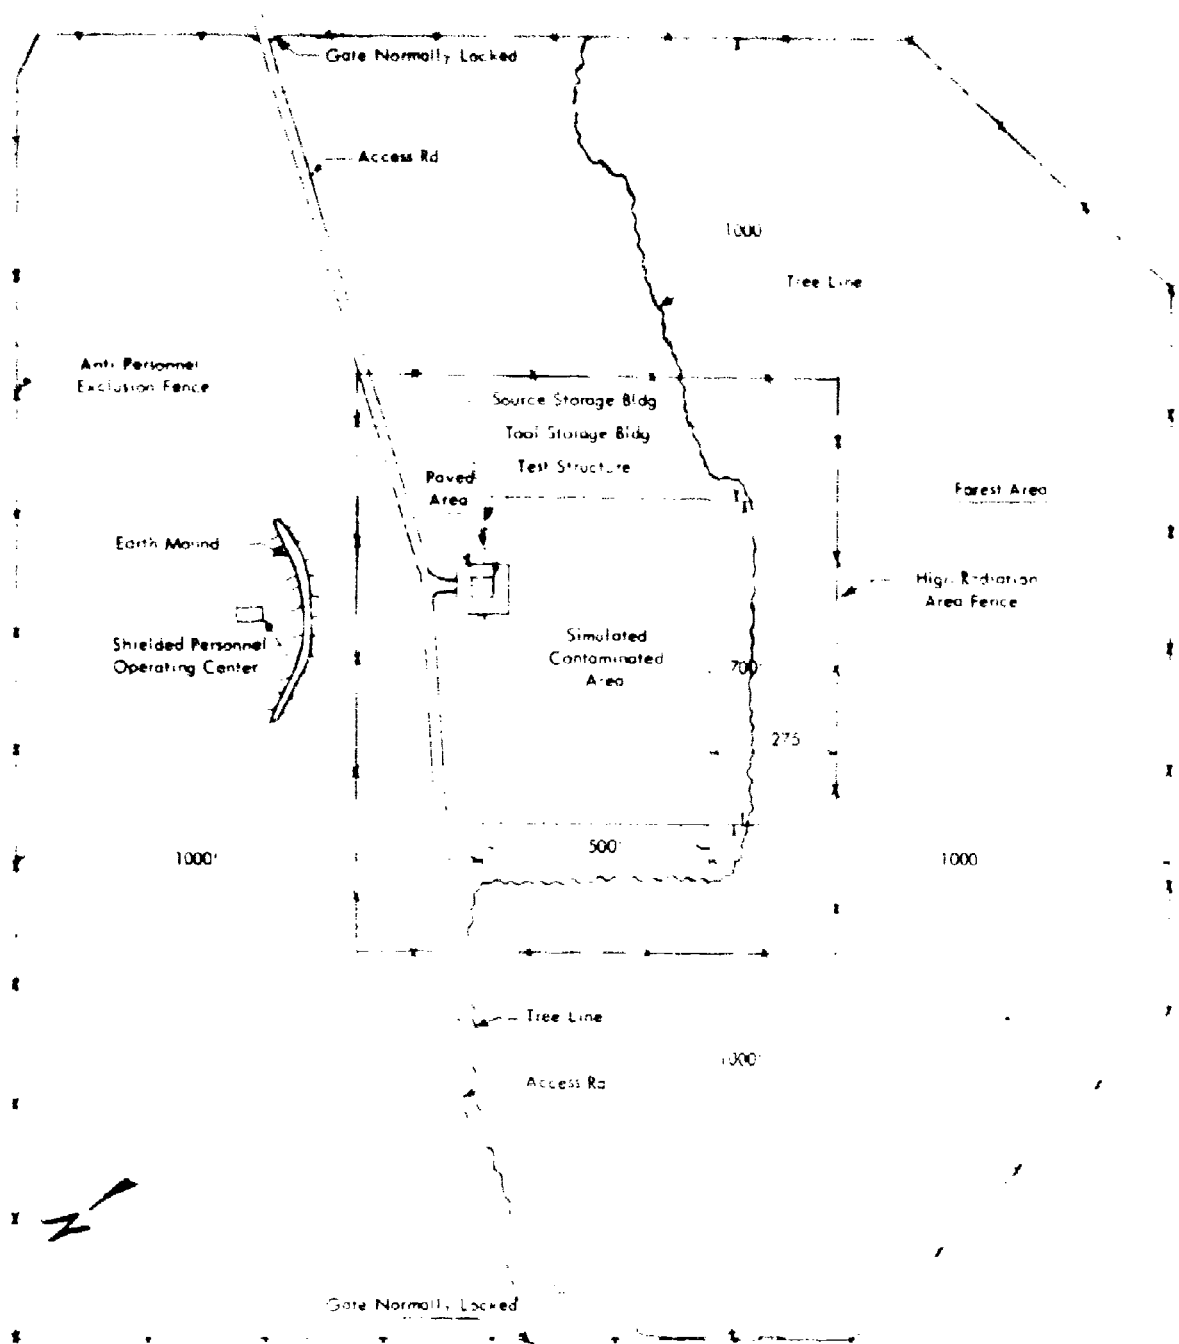 Gate Normally Locked
Access Rd
1000'
Tree Line
Anti Personnel
Exclusion Fence
Source Storage Bldg
Tool Storage Bldg
Test Structure
Paved
Area
Forest Area
Earth Mound
High Radiation
Area Fence
Shielded Personnel
Operating Center
Simulated
Contaminated
Area
700'
275
1000'
500'
1000
Tree Line
1000'
Access Rd
N
Gate Normally Locked